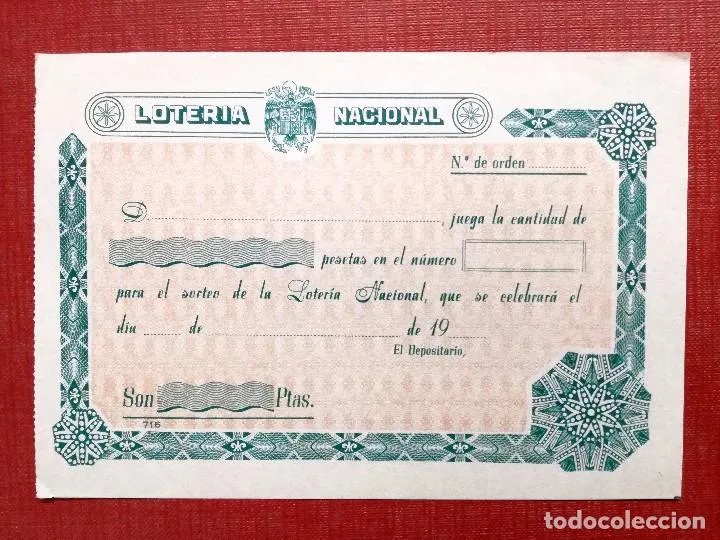 LOTERIA NACIONAL
N.º de orden
D. , juega la cantidad de
pesetas en el número
para el sorteo de la Lotería Nacional, que se celebrará el
día de de 19
El Depositario,
Son Ptas.
716
todocoleccion